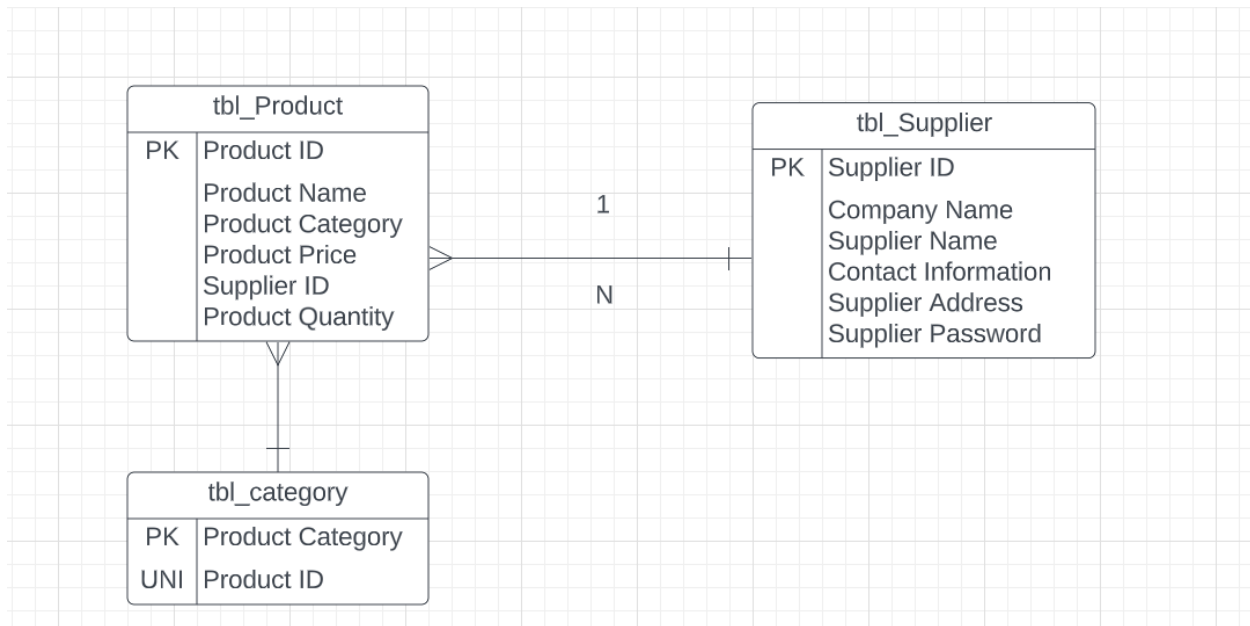 tbl_Product
PK Product ID
Product Name
Product Category
Product Price
Supplier ID
Product Quantity
1
N
tbl_Supplier
PK Supplier ID
Company Name
Supplier Name
Contact Information
Supplier Address
Supplier Password
tbl_category
PK Product Category
UNI Product ID